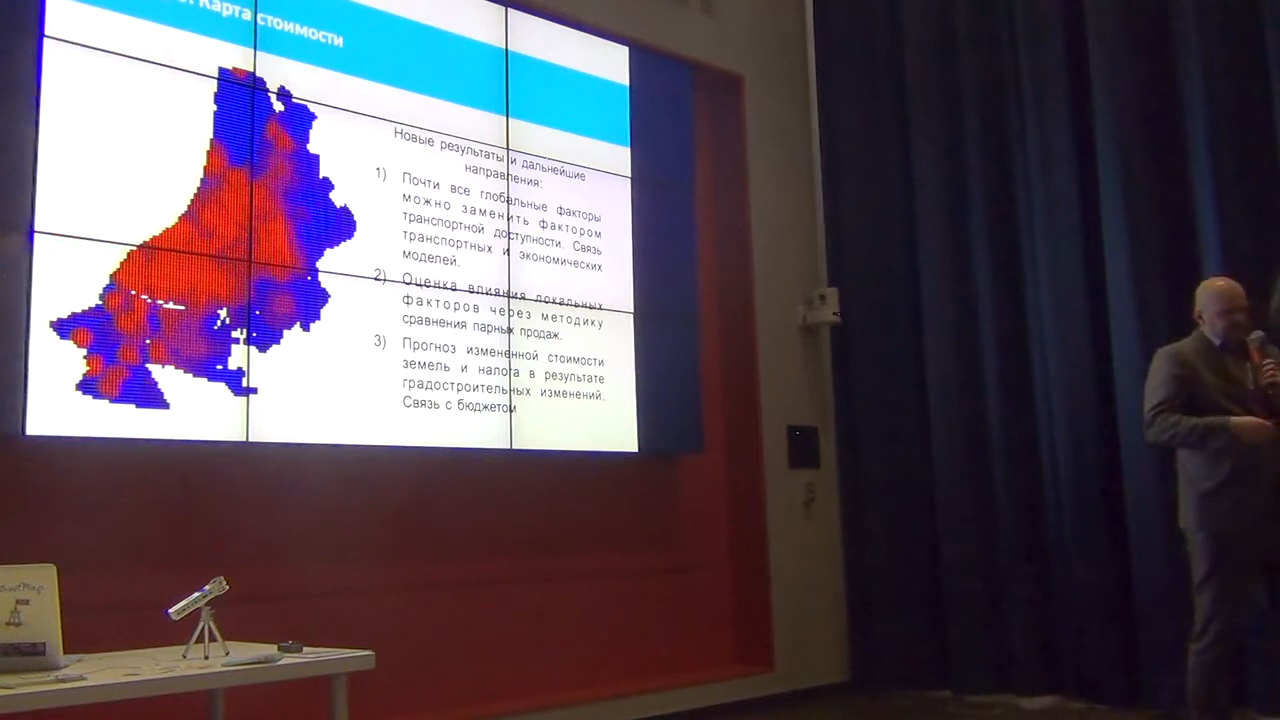 Карта стоимости
Новые результаты и дальнейшие
направления:
1) Почти все глобальные факторы
можно заменить фактором
транспортной доступности. Связь
транспортных и экономических
моделей.
2) Оценка влияния локальных
факторов через методику
сравнения парных продаж.
3) Прогноз измененной стоимости
земель и налога в результате
градостроительных изменений.
Связь с бюджетом